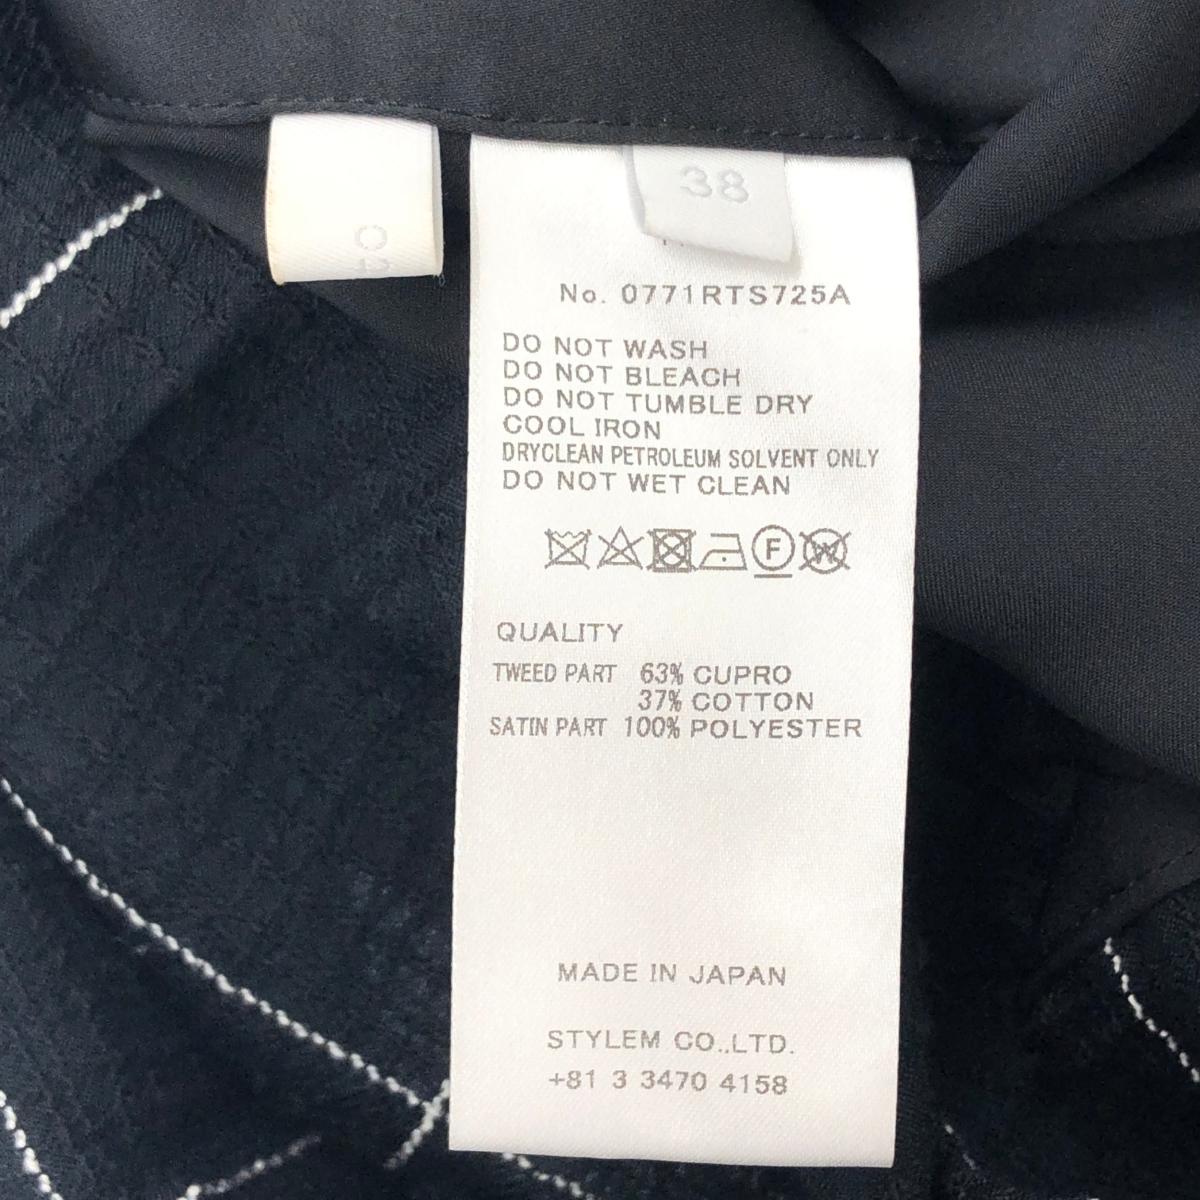 38
No. 0771RTS725A
DO NOT WASH
DO NOT BLEACH
DO NOT TUMBLE DRY
COOL IRON
DRYCLEAN PETROLEUM SOLVENT ONLY
DO NOT WET CLEAN
F W
QUALITY
TWEED PART 63% CUPRO
37% COTTON
SATIN PART 100% POLYESTER
MADE IN JAPAN
STYLEM CO.,LTD.
+81 3 3470 4158